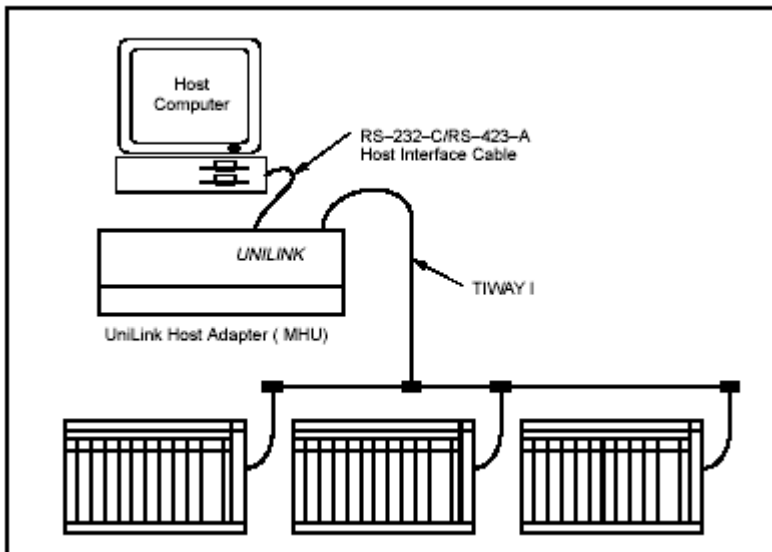 Host
Computer
RS–232–C/RS–423–A
Host Interface Cable
UNILINK
TIWAY I
UniLink Host Adapter ( MHU)